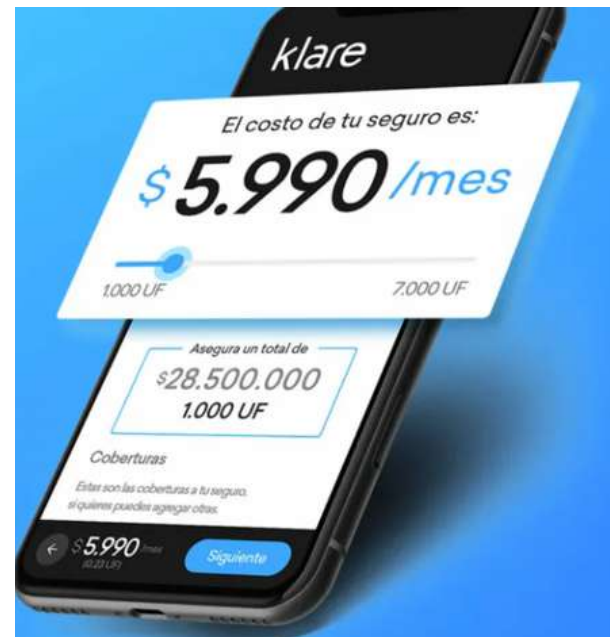 klare
El costo de tu seguro es:
$5.990/mes
1.000 UF 7.000 UF
Asegura un total de
$28.500.000
1.000 UF
Coberturas
Estas son las coberturas a tu seguro,
si quieres puedes agregar otras.
$5.990/mes
(0.23 UF)
Siguiente